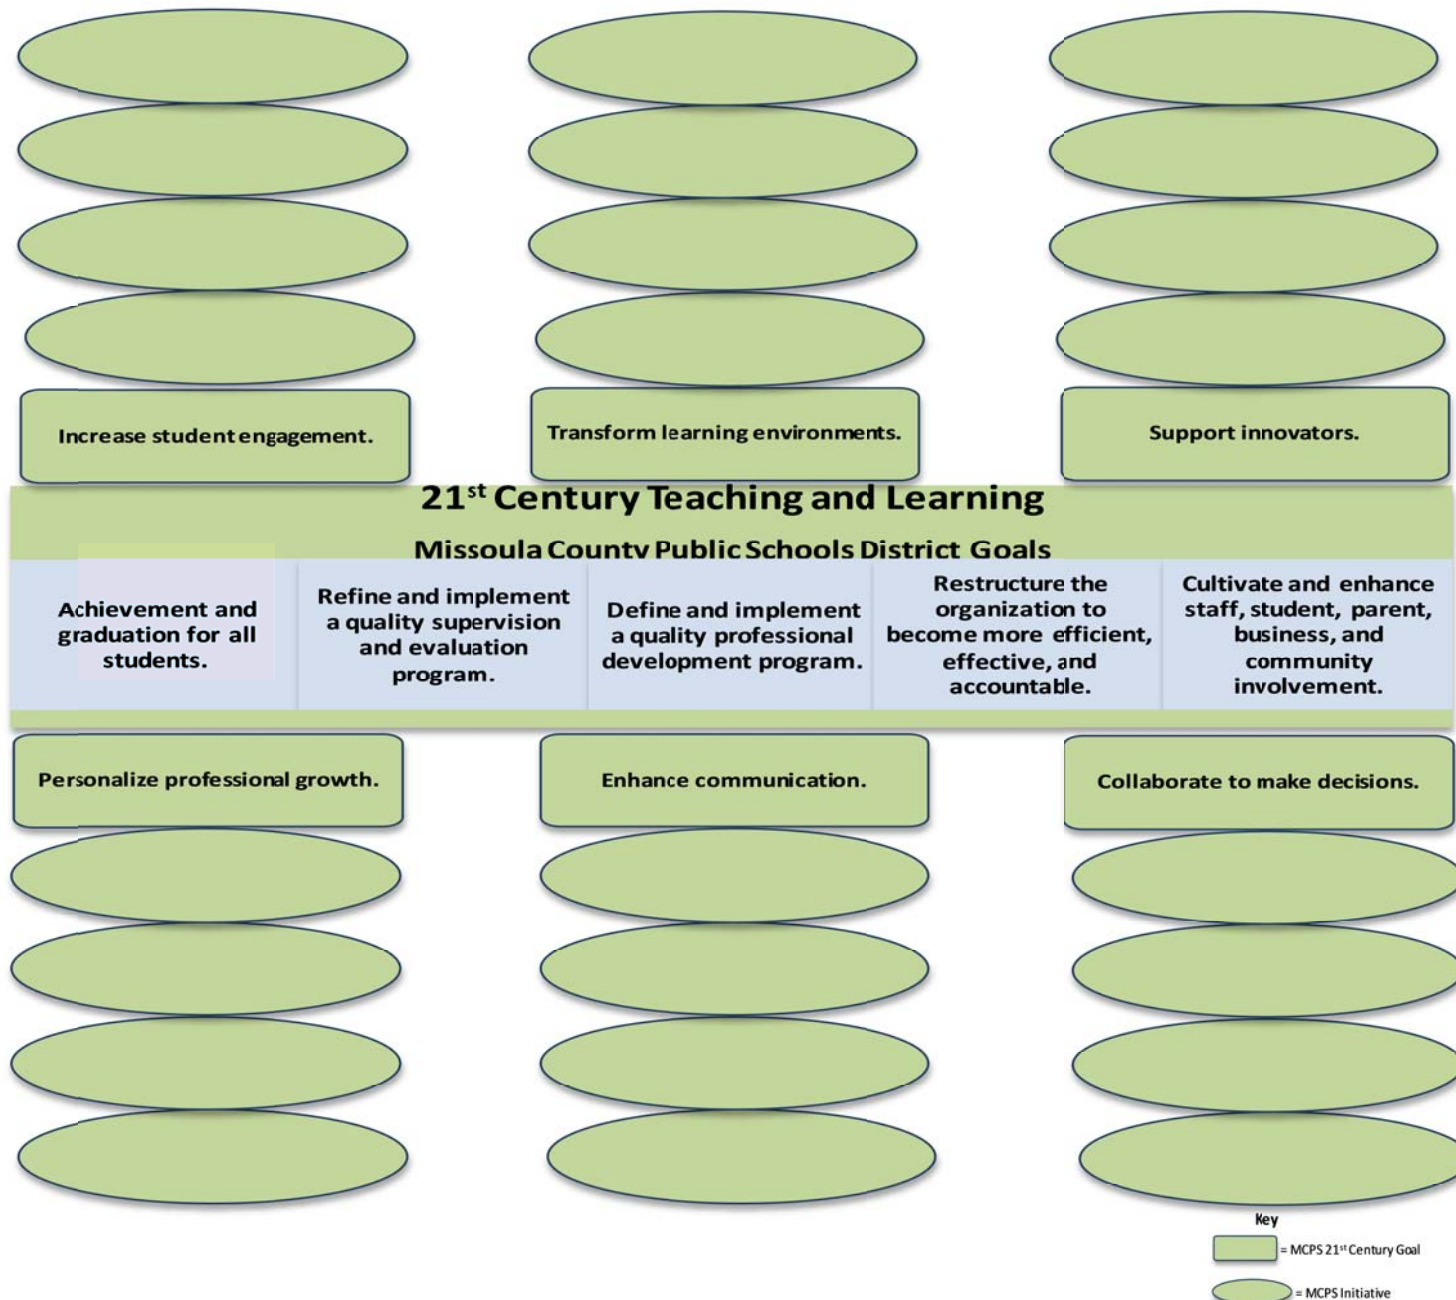 Increase student engagement.
Transform learning environments.
Support innovators.
21st Century Teaching and Learning
Missoula County Public Schools District Goals
Achievement and
graduation for all
students.
Refine and implement
a quality supervision
and evaluation
program.
Define and implement
a quality professional
development program.
Restructure the
organization to
become more efficient,
effective, and
accountable.
Cultivate and enhance
staff, student, parent,
business, and
community
involvement.
Personalize professional growth.
Enhance communication.
Collaborate to make decisions.
Key
= MCPS 21st Century Goal
= MCPS Initiative